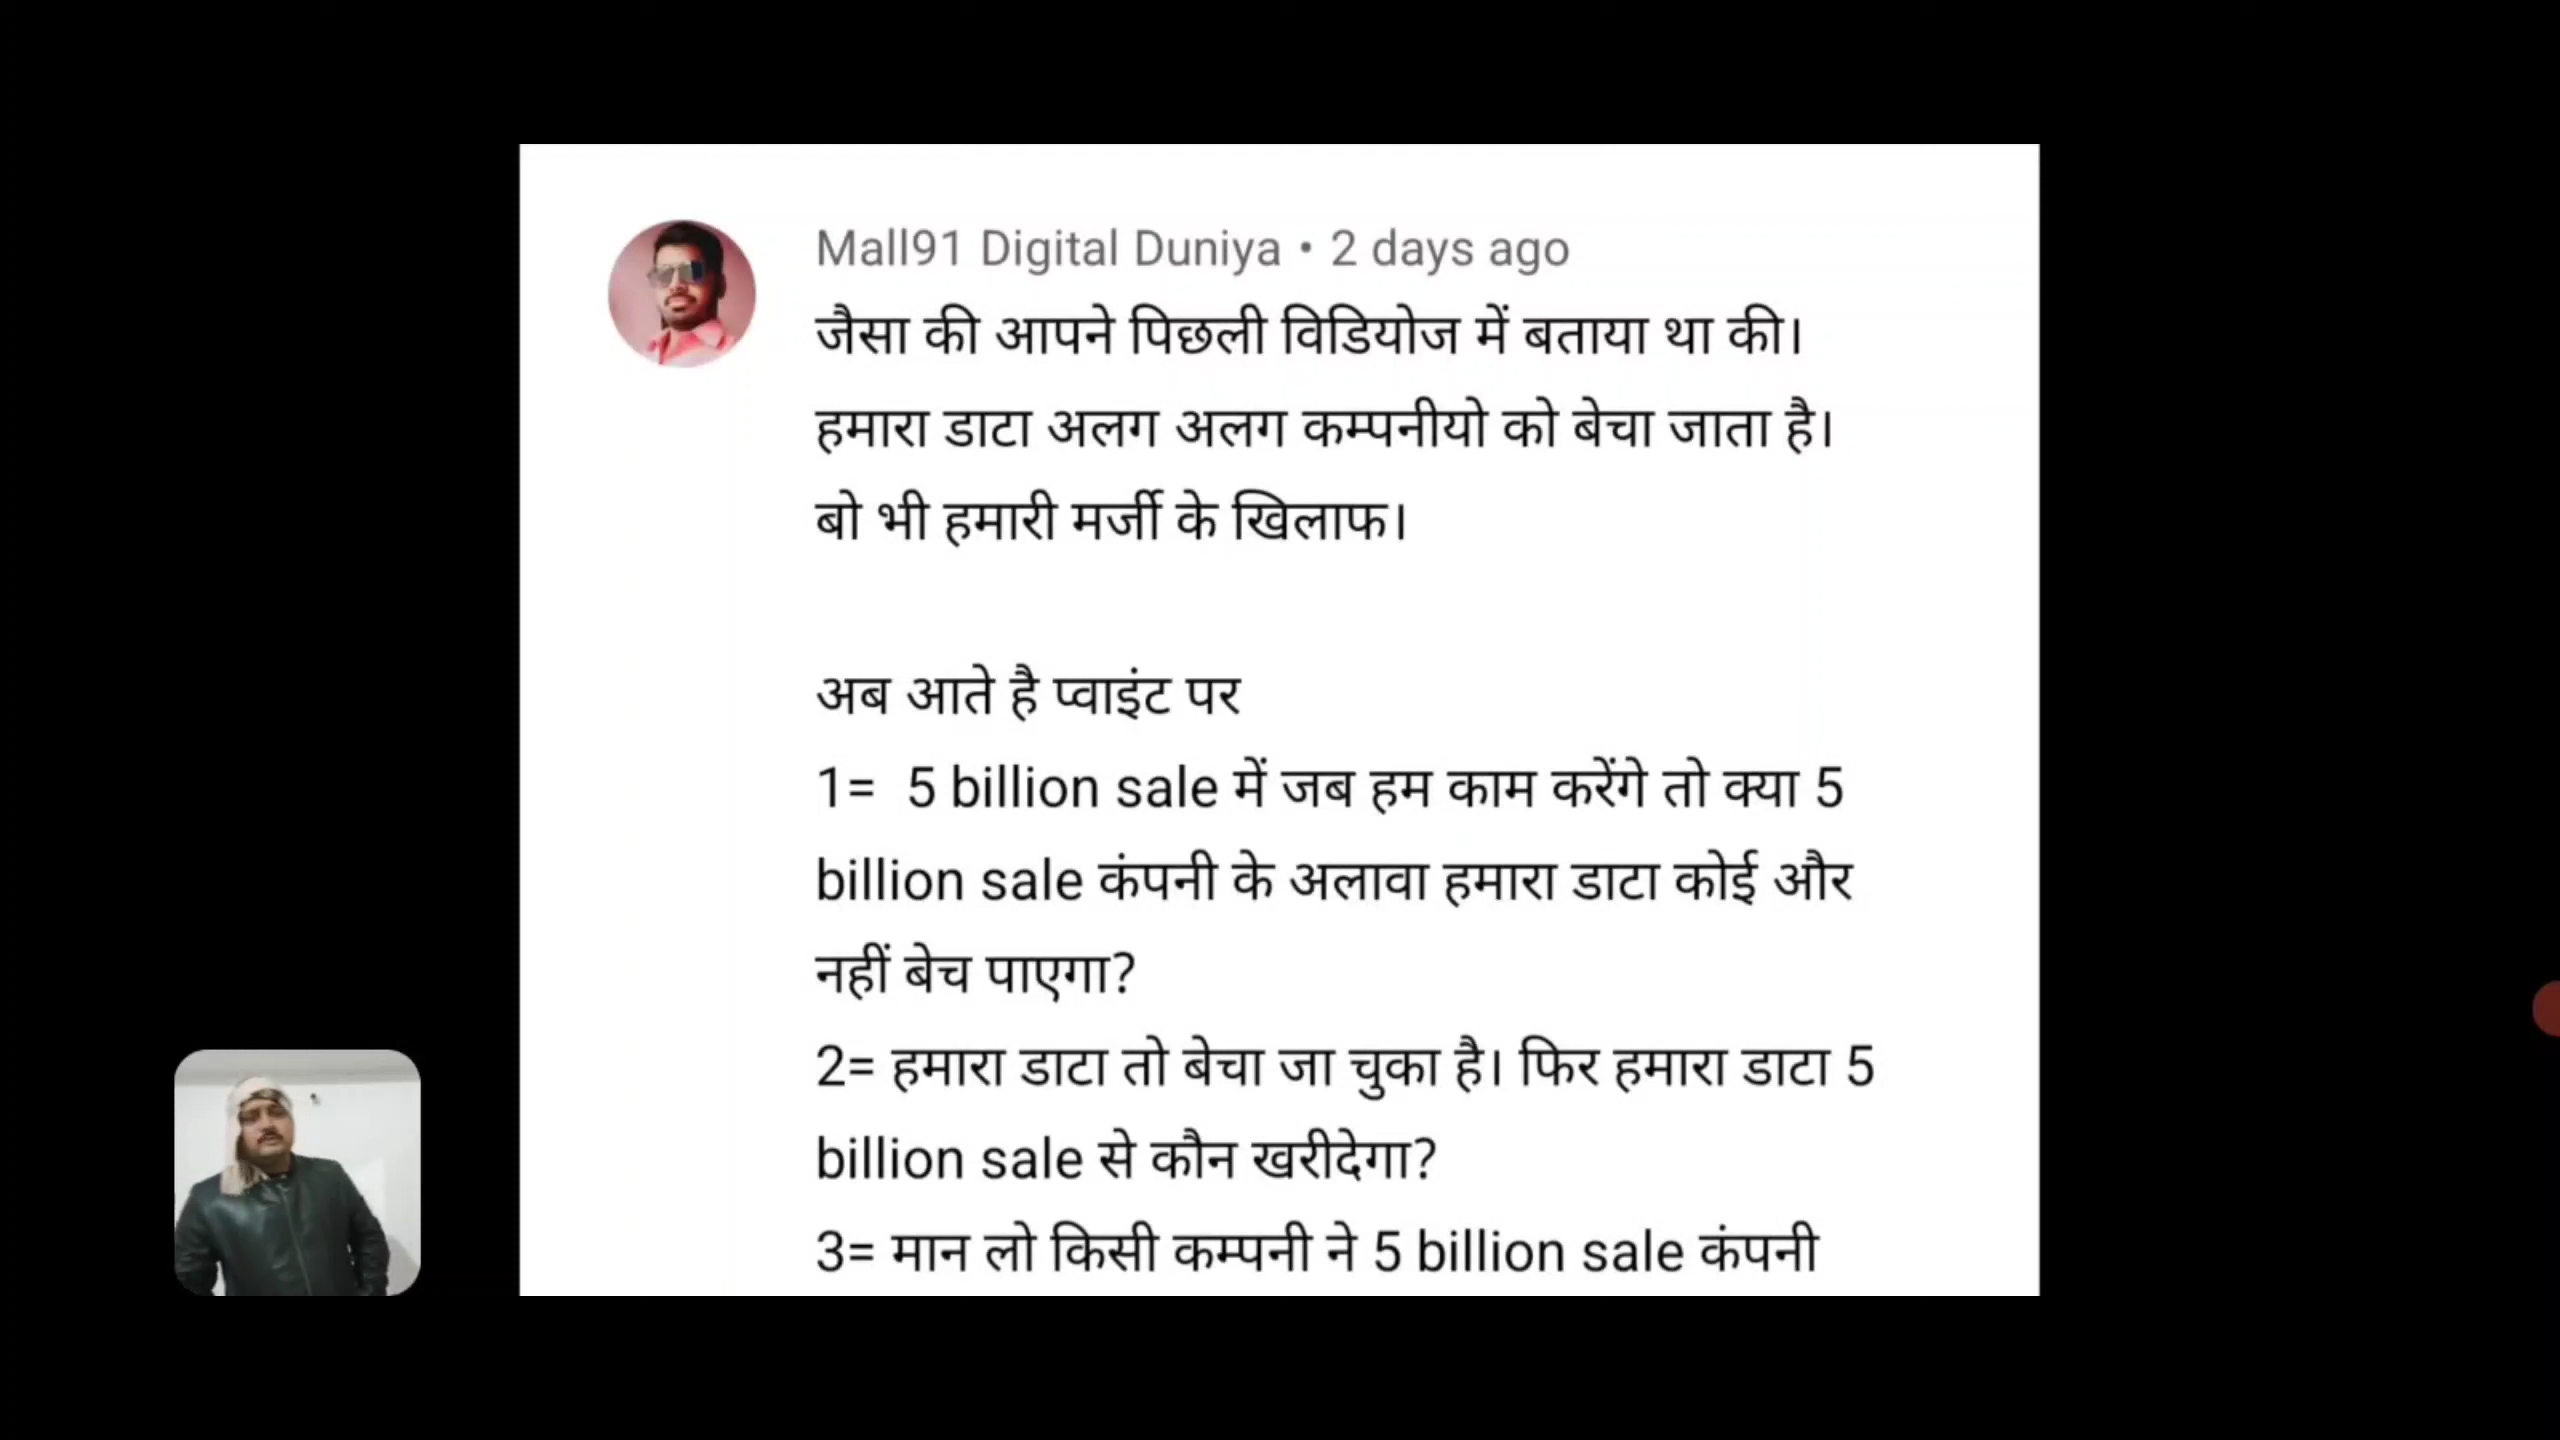 Mall91 Digital Duniya • 2 days ago
जैसा की आपने पिछली विडियोज में बताया था की।
हमारा डाटा अलग अलग कम्पनीयो को बेचा जाता है।
बो भी हमारी मर्जी के खिलाफ।
अब आते है प्वाइंट पर
1=  5 billion sale में जब हम काम करेंगे तो क्या 5
billion sale कंपनी के अलावा हमारा डाटा कोई और
नहीं बेच पाएगा?
2= हमारा डाटा तो बेचा जा चुका है। फिर हमारा डाटा 5
billion sale से कौन खरीदेगा?
3= मान लो किसी कम्पनी ने 5 billion sale कंपनी